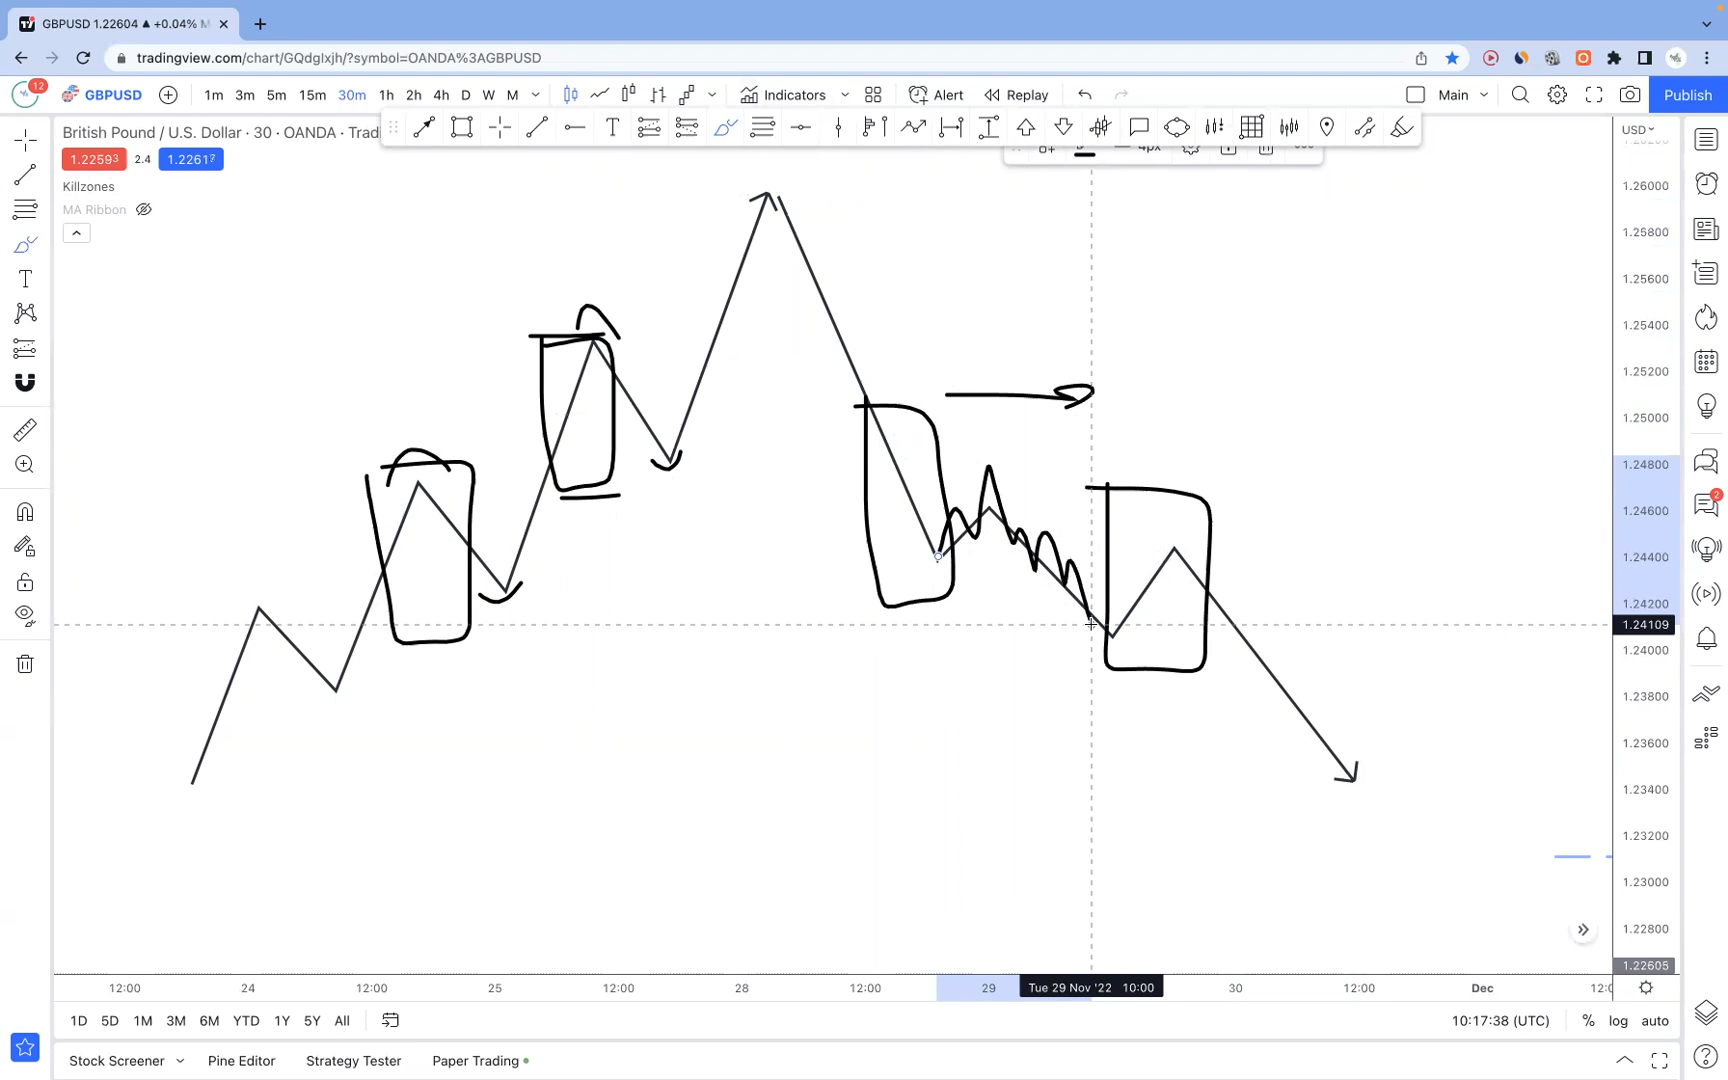 GBPUSD 1.22604 ▲ +0.04% M
tradingview.com/chart/GQdglxjh/?symbol=OANDA%3AGBPUSD
12
GBPUSD
1m 3m 5m 15m 30m 1h 2h 4h D W M
Indicators
Alert
Replay
Main
Publish
British Pound / U.S. Dollar · 30 · OANDA · Tradi
4px
USD
1.22593
2.4
1.22617
Killzones
MA Ribbon
1.26000
1.25800
1.25600
1.25400
1.25200
1.25000
1.24800
1.24600
2
1.24400
1.24200
1.24109
1.24000
1.23800
1.23600
1.23400
1.23200
1.23000
1.22800
1.22605
12:00 24 12:00 25 12:00 28 12:00 29 Tue 29 Nov '22 10:00 30 12:00 Dec 12:0
1D 5D 1M 3M 6M YTD 1Y 5Y All
10:17:38 (UTC) % log auto
Stock Screener Pine Editor Strategy Tester Paper Trading